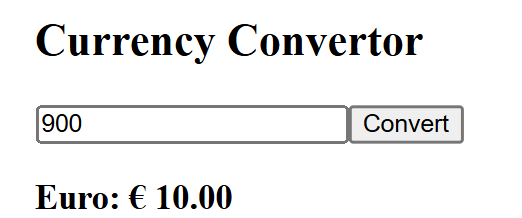 Currency Convertor
900 Convert
Euro: € 10.00